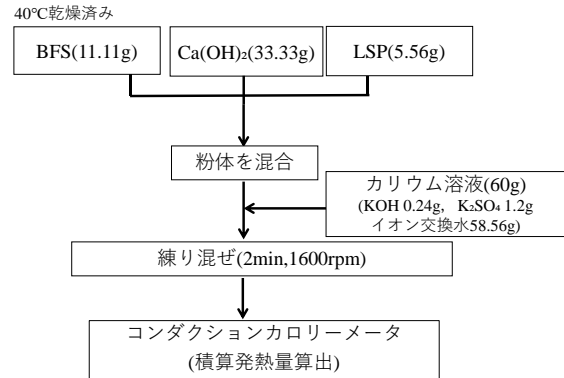 40℃乾燥済み
BFS(11.11g)
Ca(OH)₂(33.33g)
LSP(5.56g)
粉体を混合
カリウム溶液(60g)
(KOH 0.24g, K₂SO₄ 1.2g
イオン交換水58.56g)
練り混ぜ(2min,1600rpm)
コンダクションカロリーメータ
(積算発熱量算出)